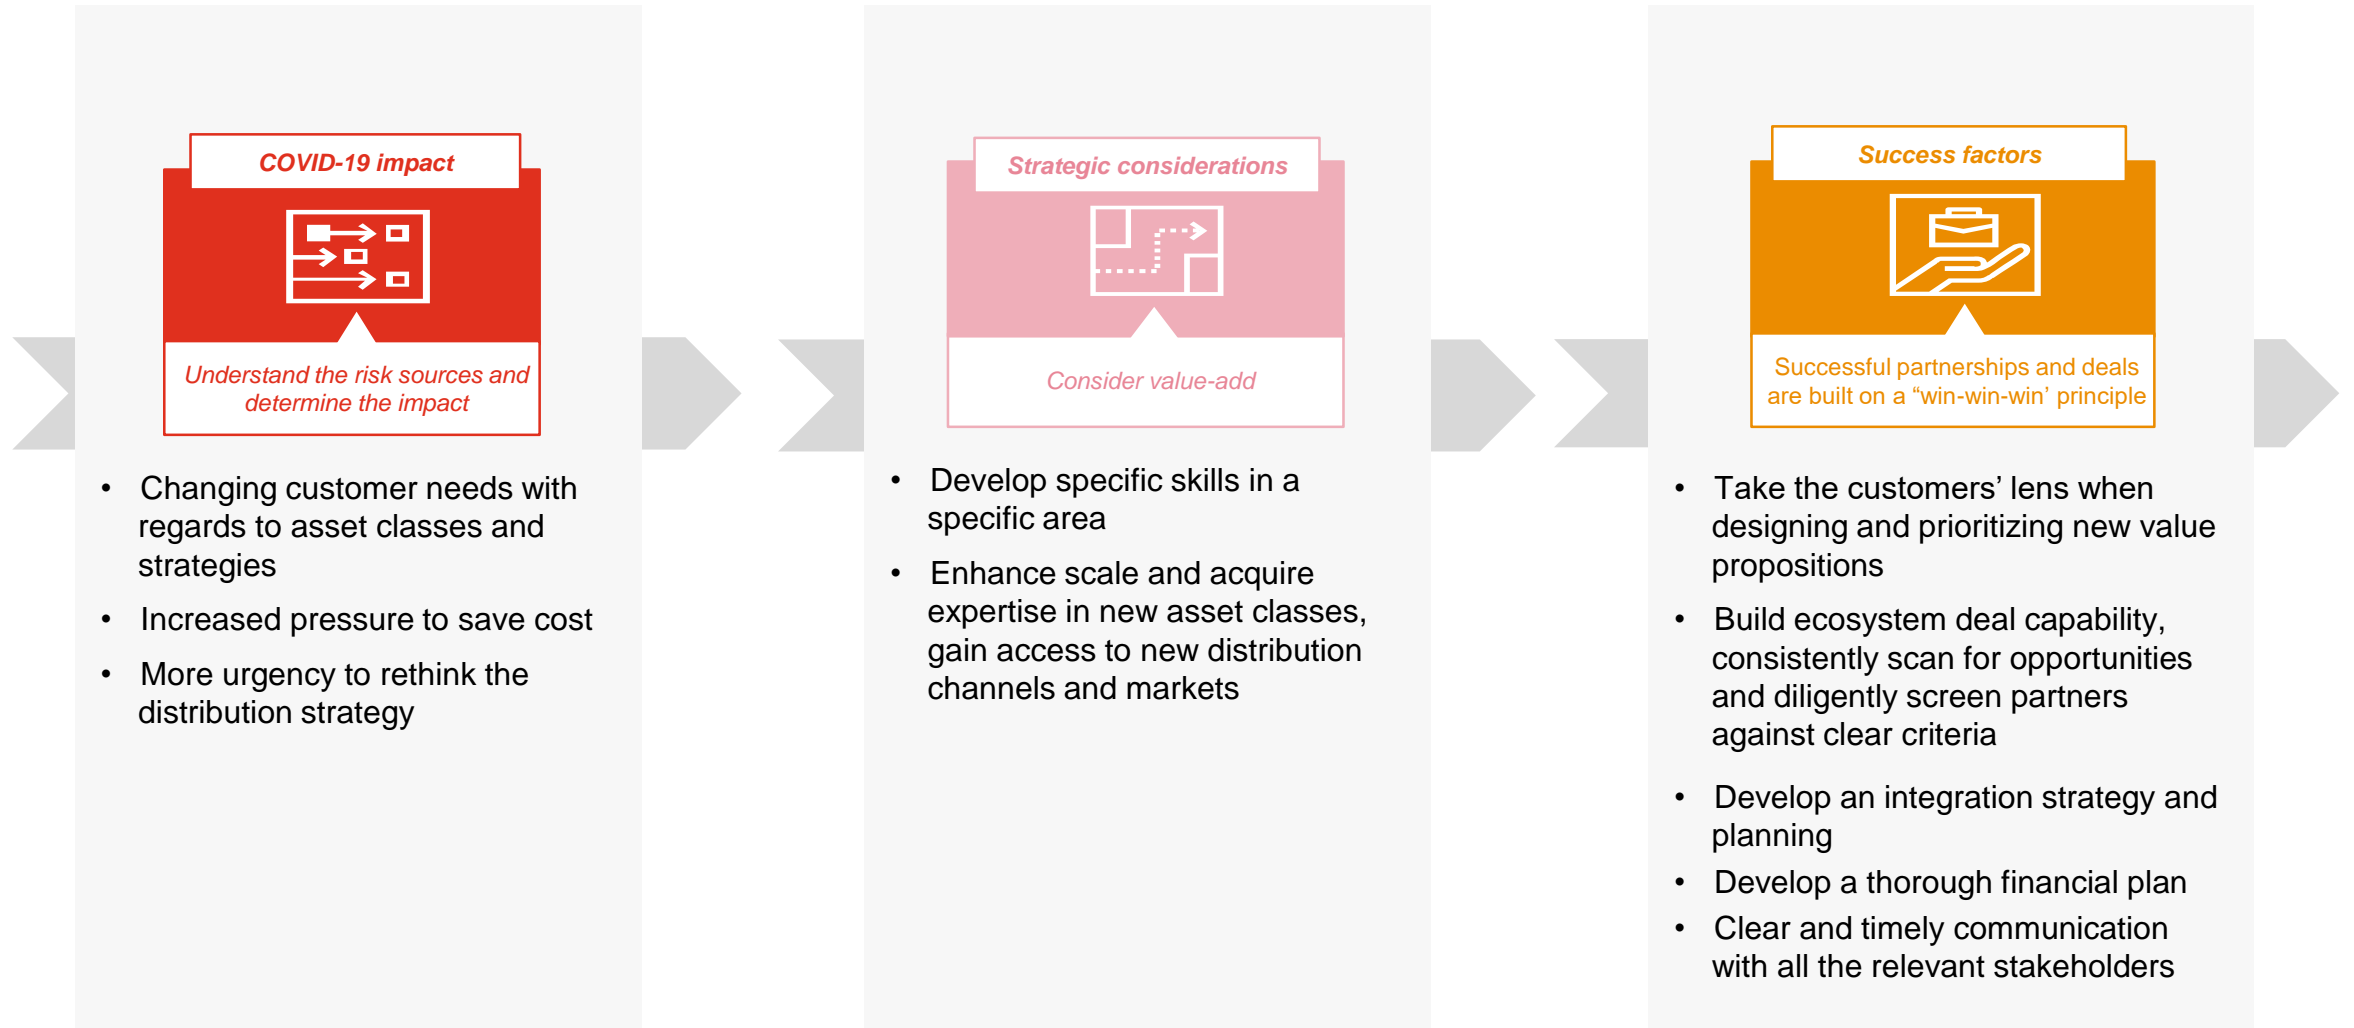 COVID-19 impact
Understand the risk sources and
determine the impact
• Changing customer needs with
regards to asset classes and
strategies
• Increased pressure to save cost
• More urgency to rethink the
distribution strategy
Strategic considerations
Consider value-add
• Develop specific skills in a
specific area
• Enhance scale and acquire
expertise in new asset classes,
gain access to new distribution
channels and markets
Success factors
Successful partnerships and deals
are built on a “win-win-win’ principle
• Take the customers’ lens when
designing and prioritizing new value
propositions
• Build ecosystem deal capability,
consistently scan for opportunities
and diligently screen partners
against clear criteria
• Develop an integration strategy and
planning
• Develop a thorough financial plan
• Clear and timely communication
with all the relevant stakeholders